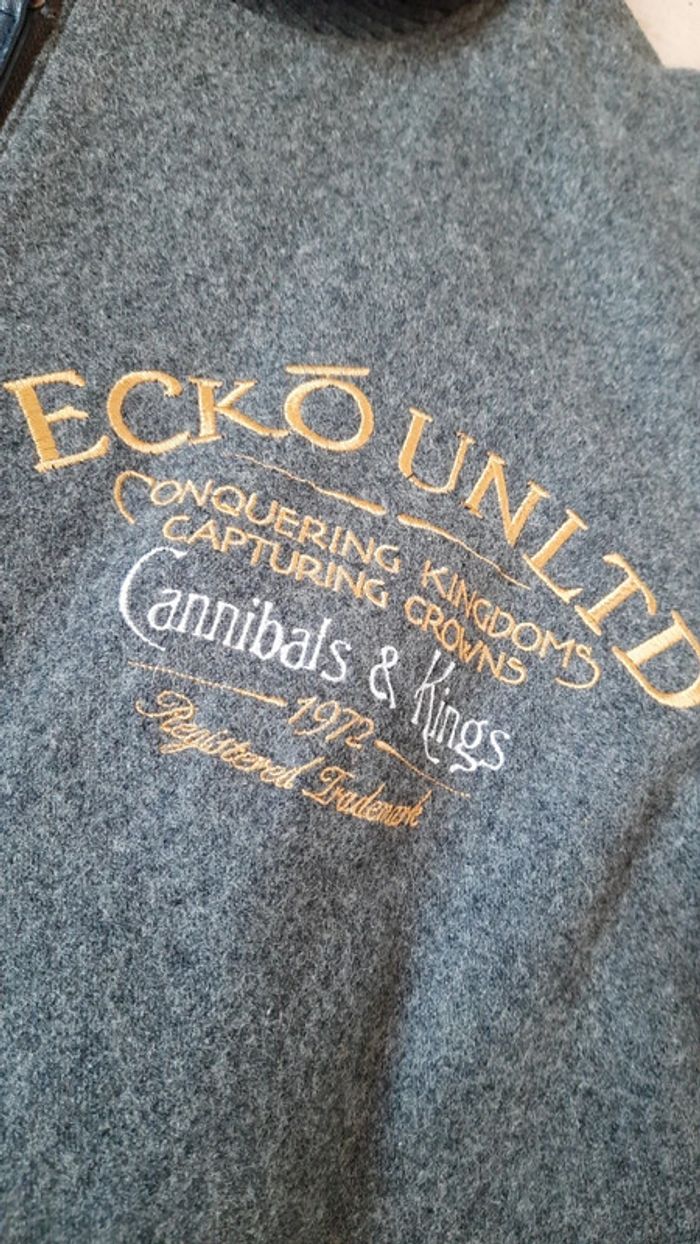 ECKŌ UNLTD
CONQUERING KINGDOMS
CAPTURING CROWNS
Cannibals & Kings
1972
Registered Trademark